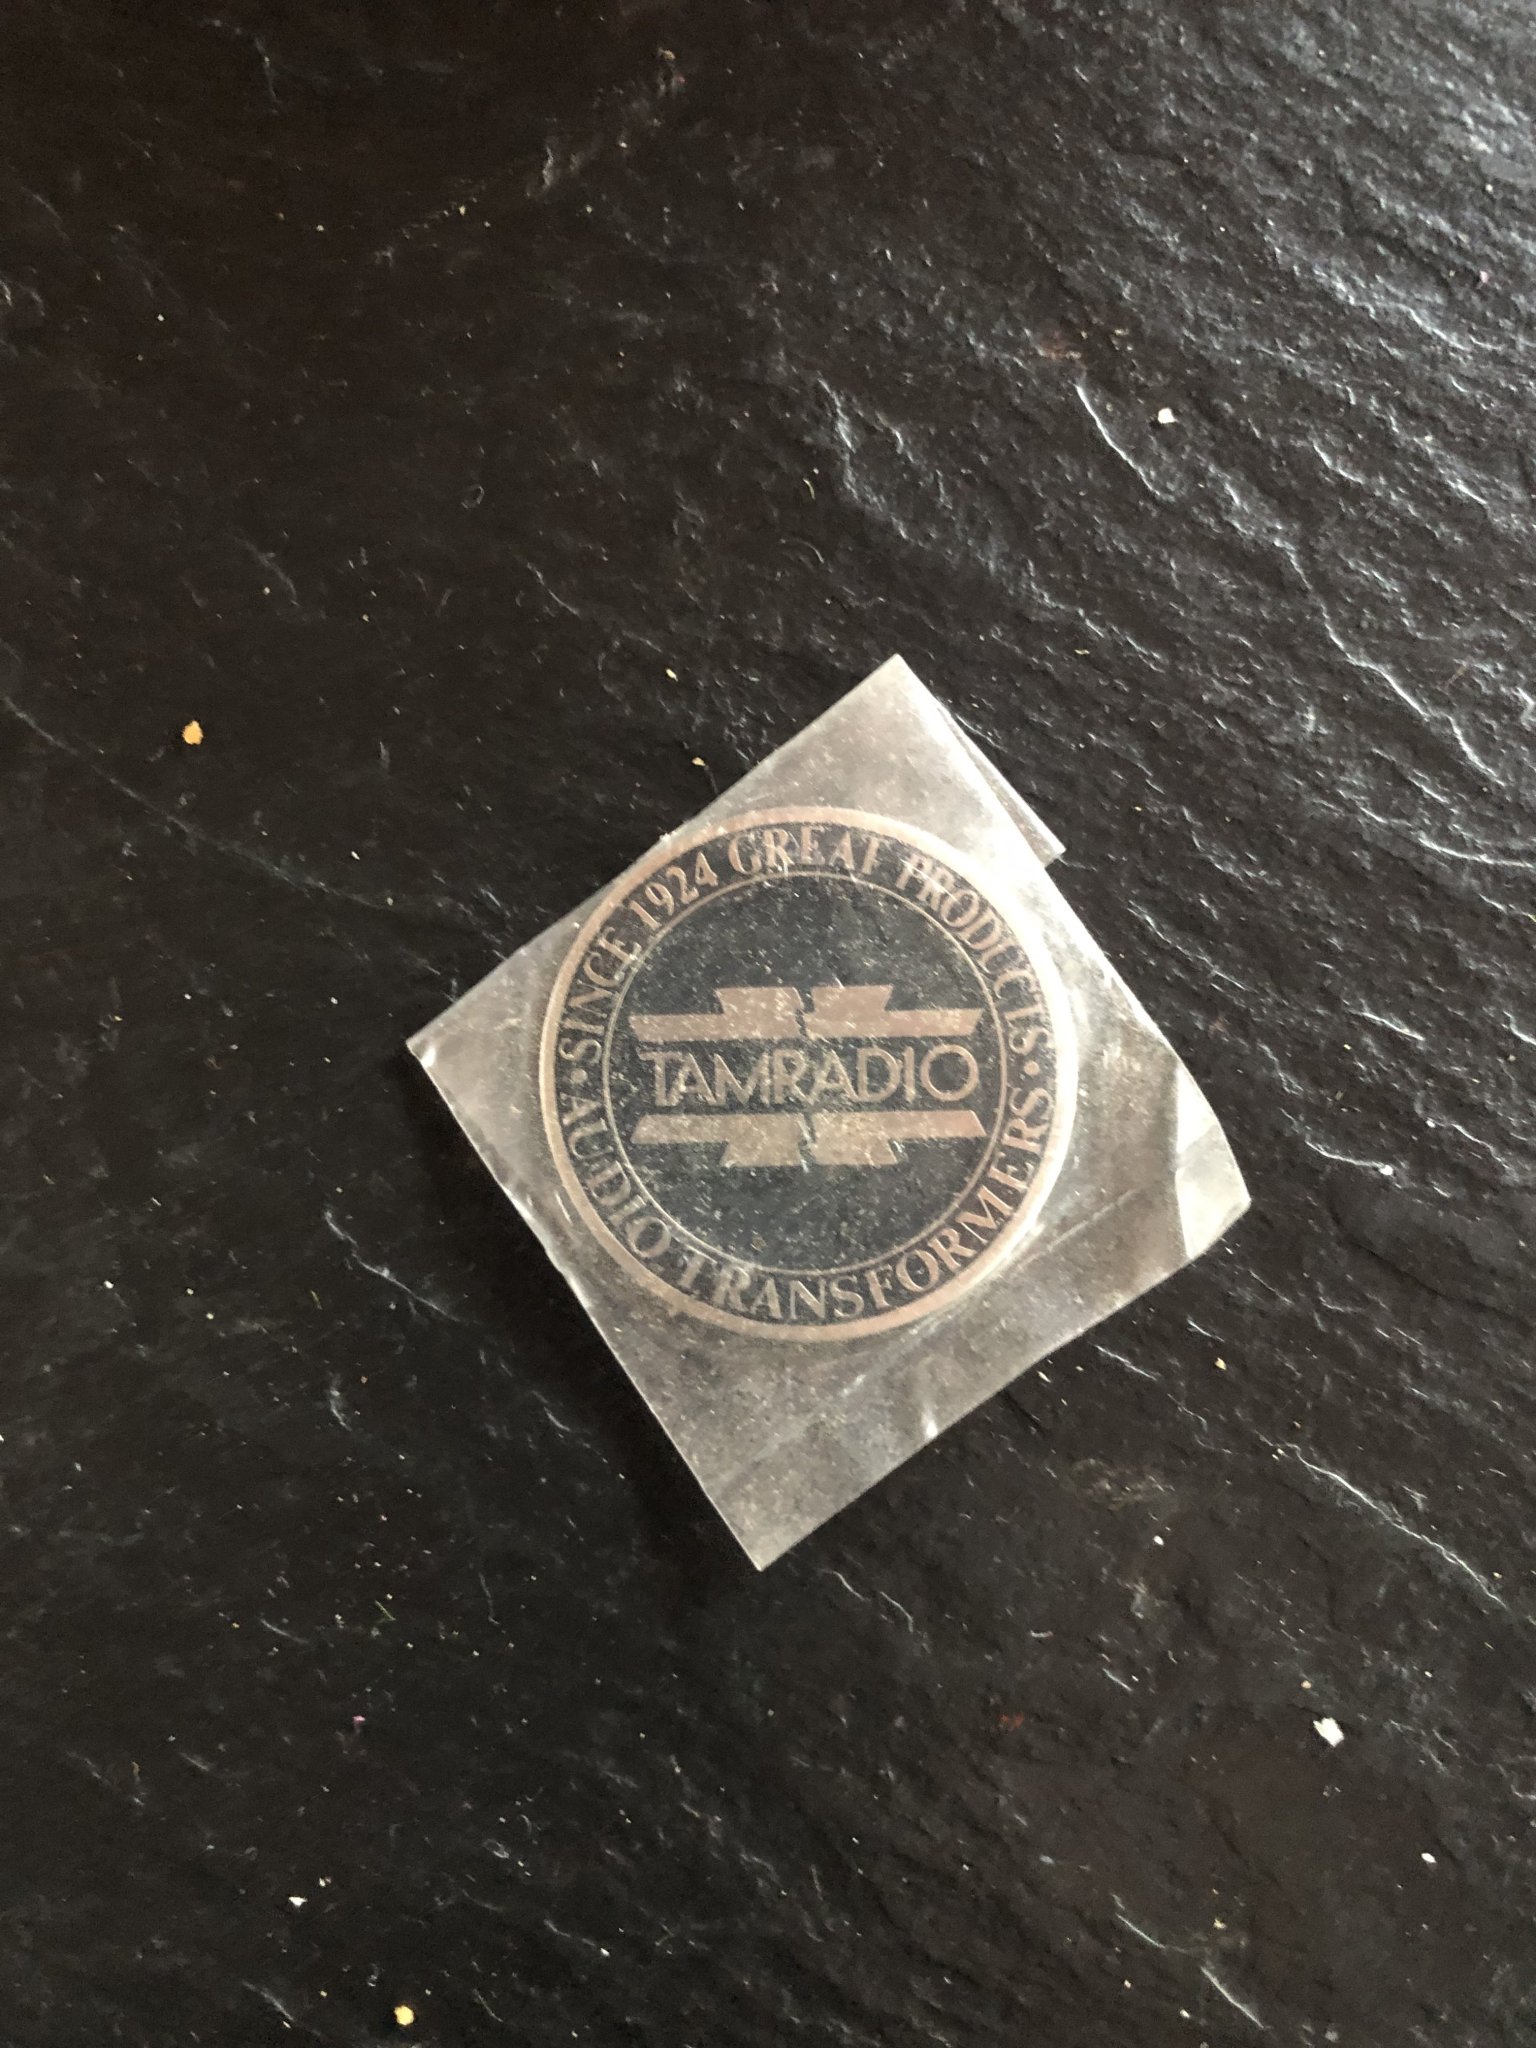 SINCE 1924 GREAT PRODUCTS
TAMRADIO
AUDIO TRANSFORMERS